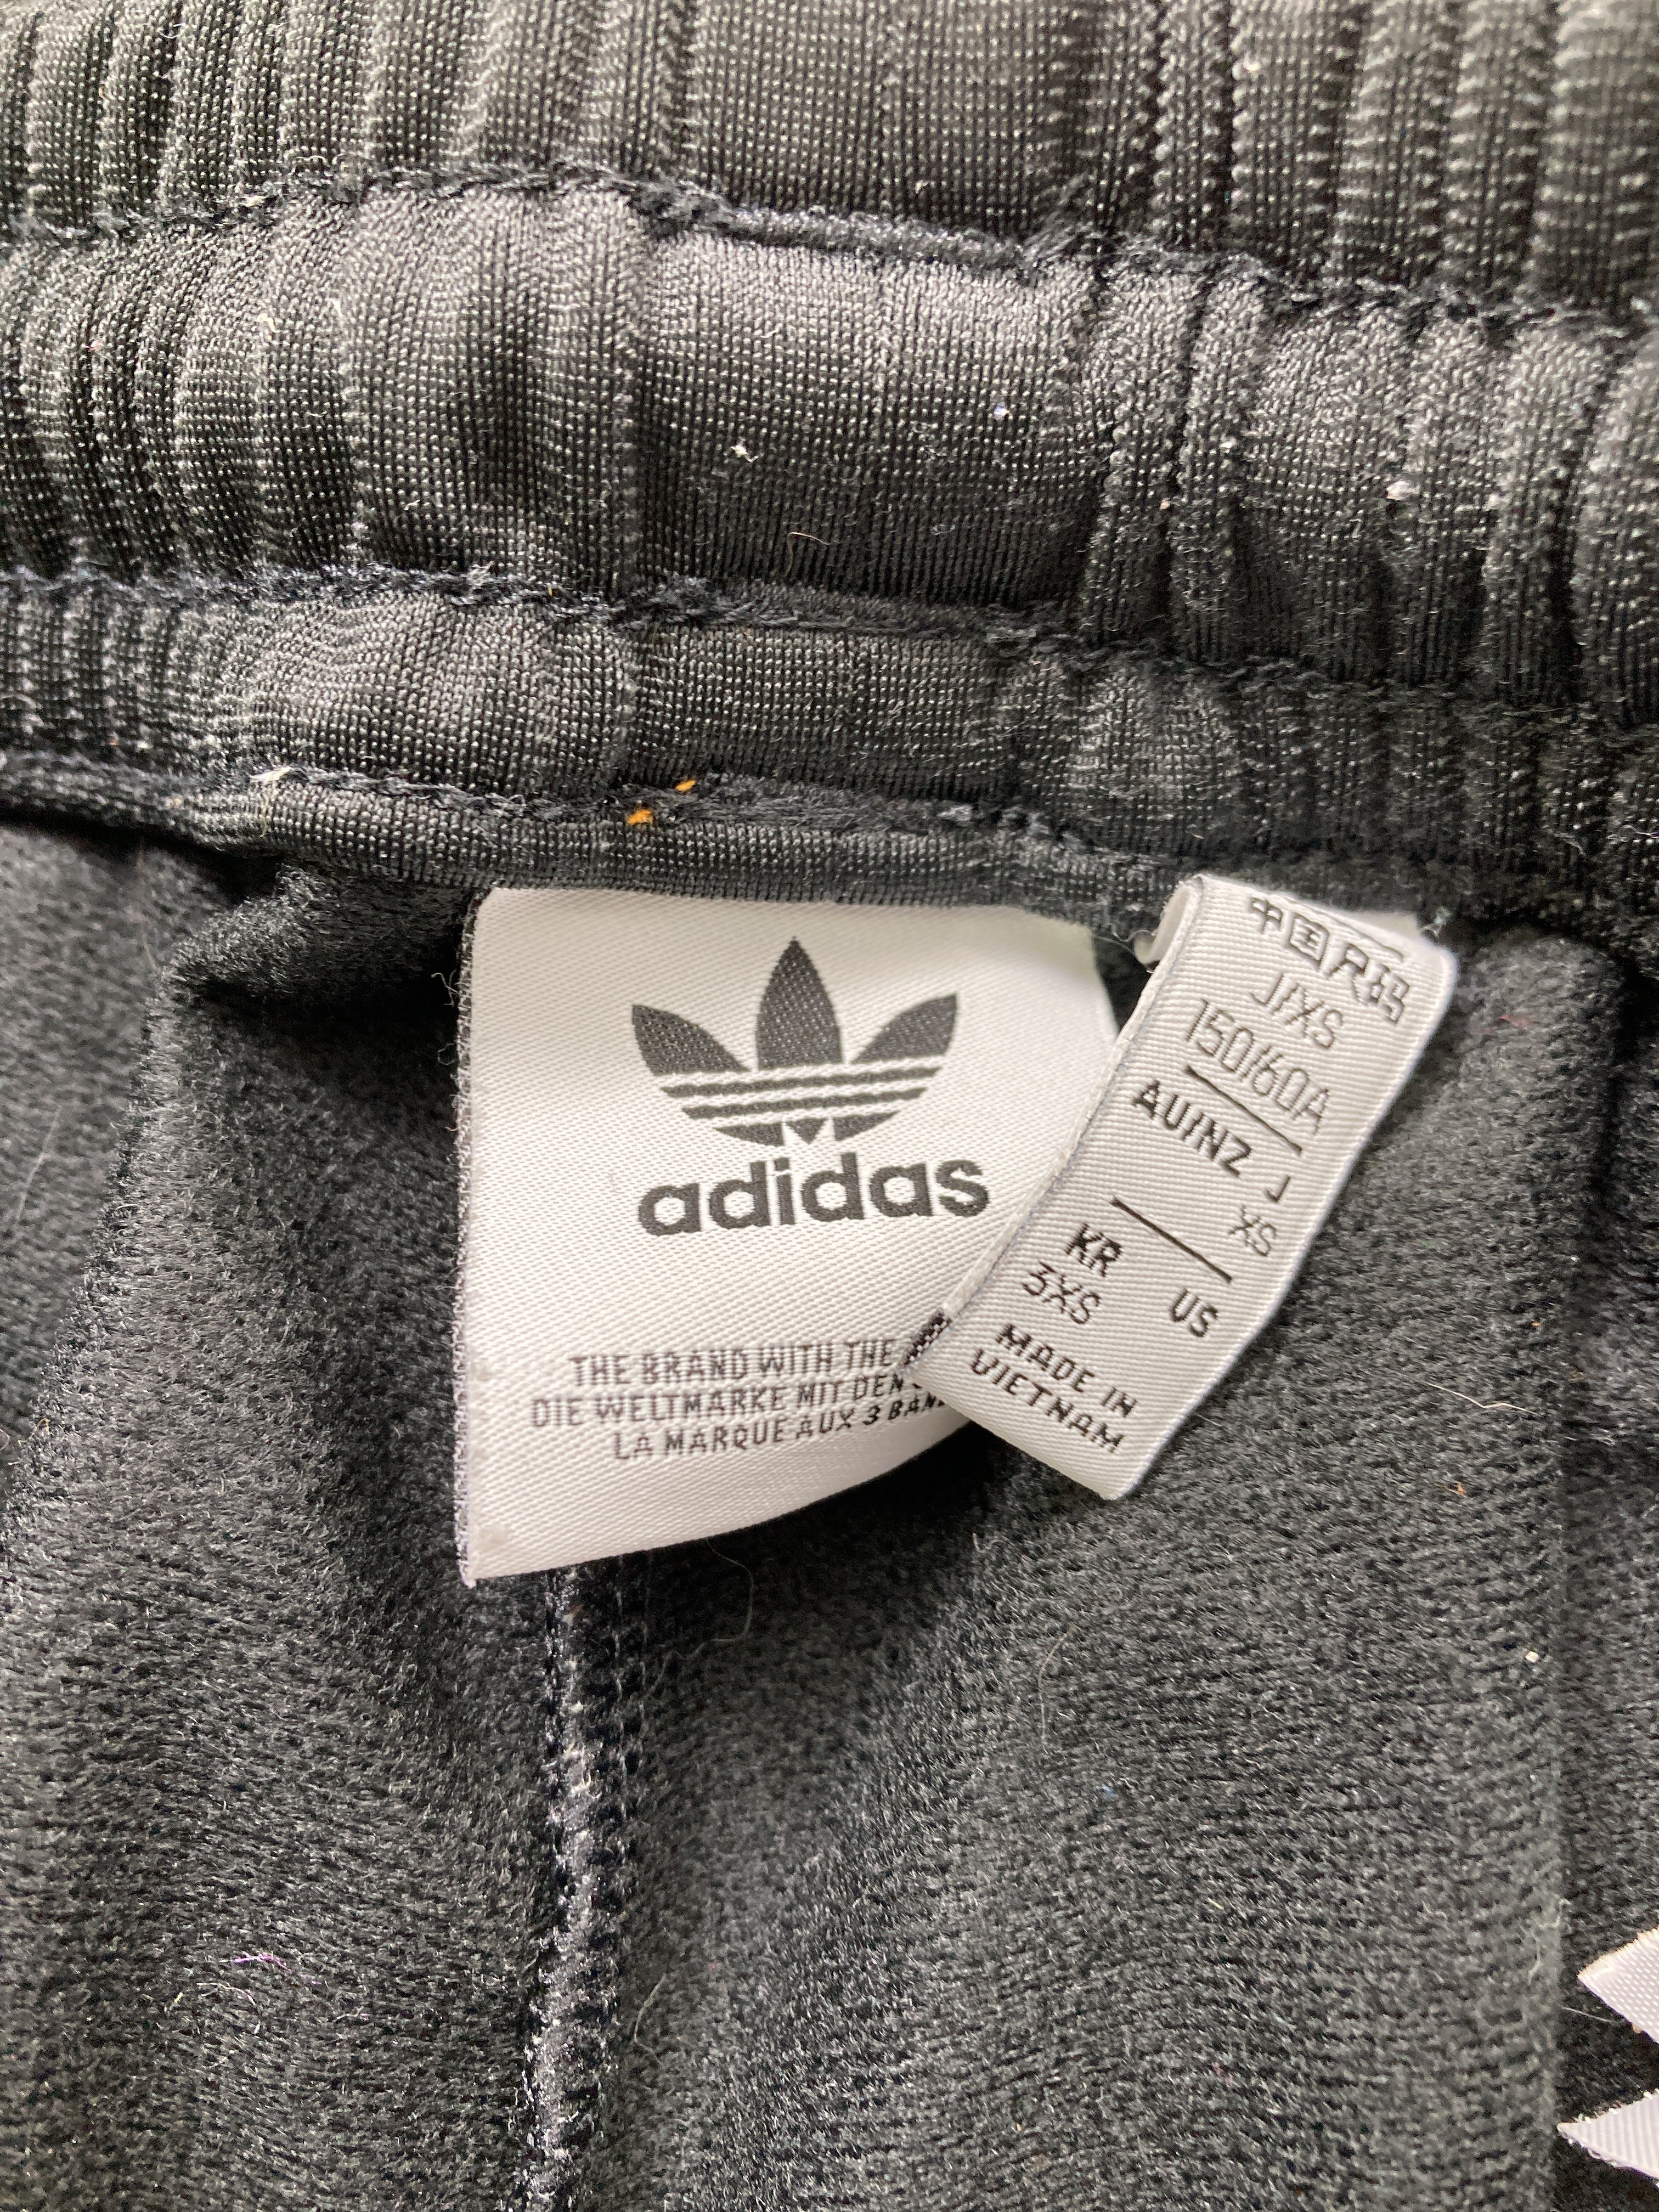 adidas
THE BRAND WITH THE
DIE WELTMARKE MIT DEN
LA MARQUE AUX 3
中国尺码
J/XS
150/60A
AU/NZ J
XS
KR US
3XS
MADE IN
VIETNAM